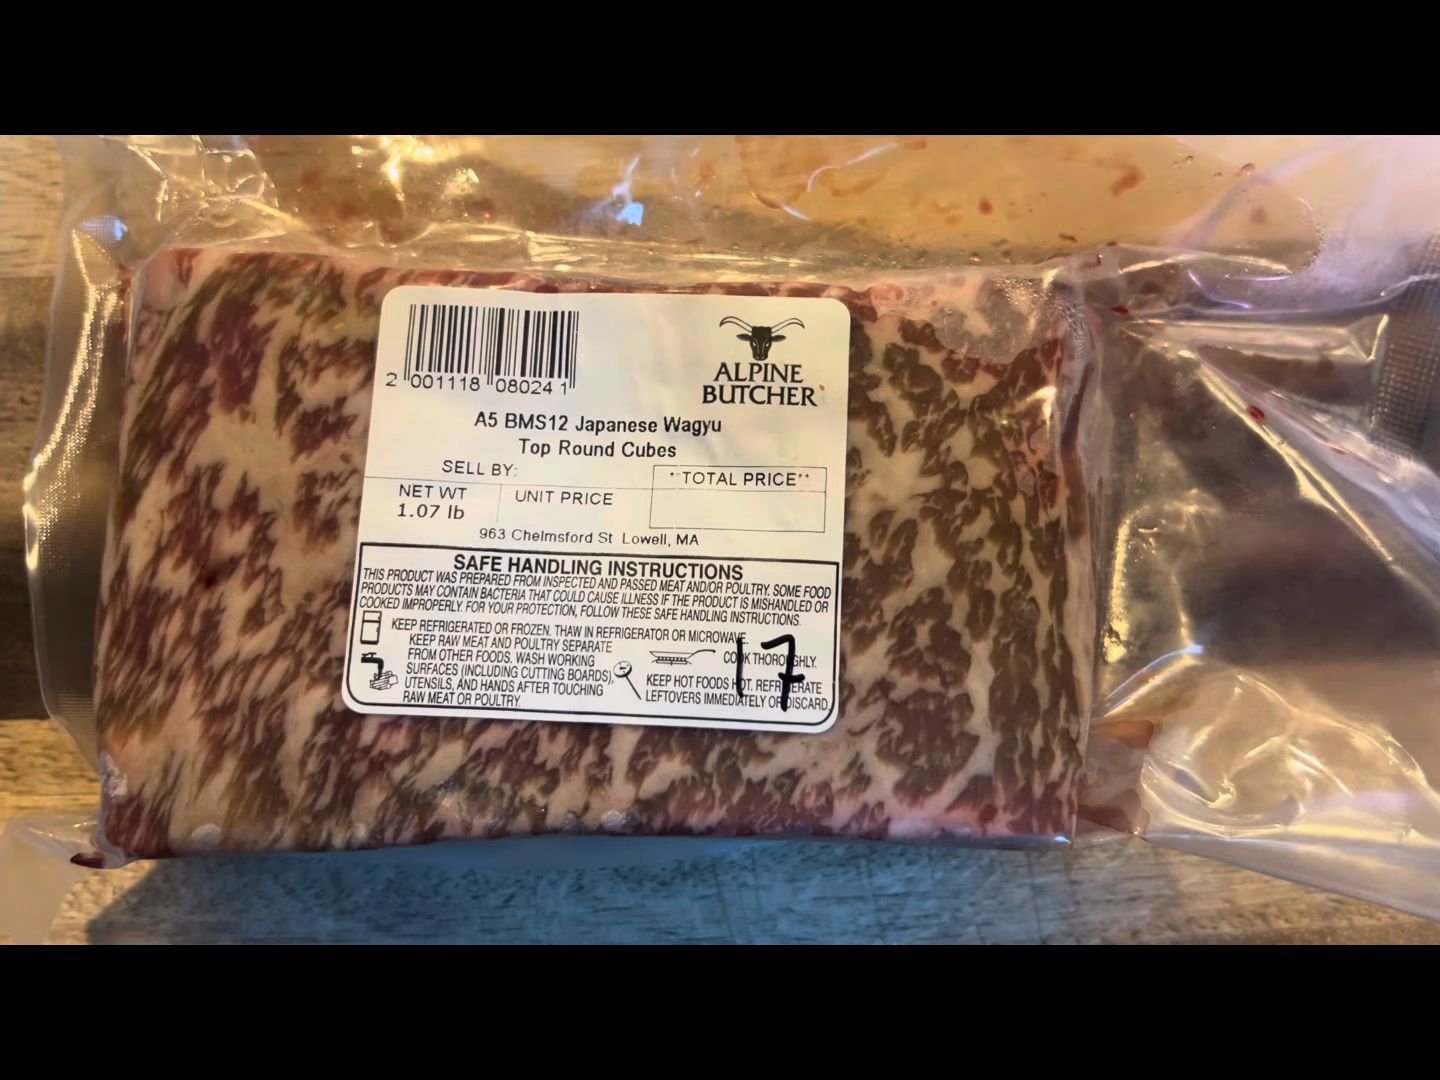 2 001118 08024 1
ALPINE
BUTCHER
A5 BMS12 Japanese Wagyu
Top Round Cubes
SELL BY:
**TOTAL PRICE**
NET WT
UNIT PRICE
1.07 lb
963 Chelmsford St Lowell, MA
SAFE HANDLING INSTRUCTIONS
THIS PRODUCT WAS PREPARED FROM INSPECTED AND PASSED MEAT AND/OR POULTRY. SOME FOOD
PRODUCTS MAY CONTAIN BACTERIA THAT COULD CAUSE ILLNESS IF THE PRODUCT IS MISHANDLED OR
COOKED IMPROPERLY. FOR YOUR PROTECTION, FOLLOW THESE SAFE HANDLING INSTRUCTIONS.
KEEP REFRIGERATED OR FROZEN. THAW IN REFRIGERATOR OR MICROWAVE.
KEEP RAW MEAT AND POULTRY SEPARATE
FROM OTHER FOODS. WASH WORKING
SURFACES (INCLUDING CUTTING BOARDS),
UTENSILS, AND HANDS AFTER TOUCHING
RAW MEAT OR POULTRY.
COOK THOROUGHLY.
KEEP HOT FOODS HOT. REFRIGERATE
LEFTOVERS IMMEDIATELY OR DISCARD.
17